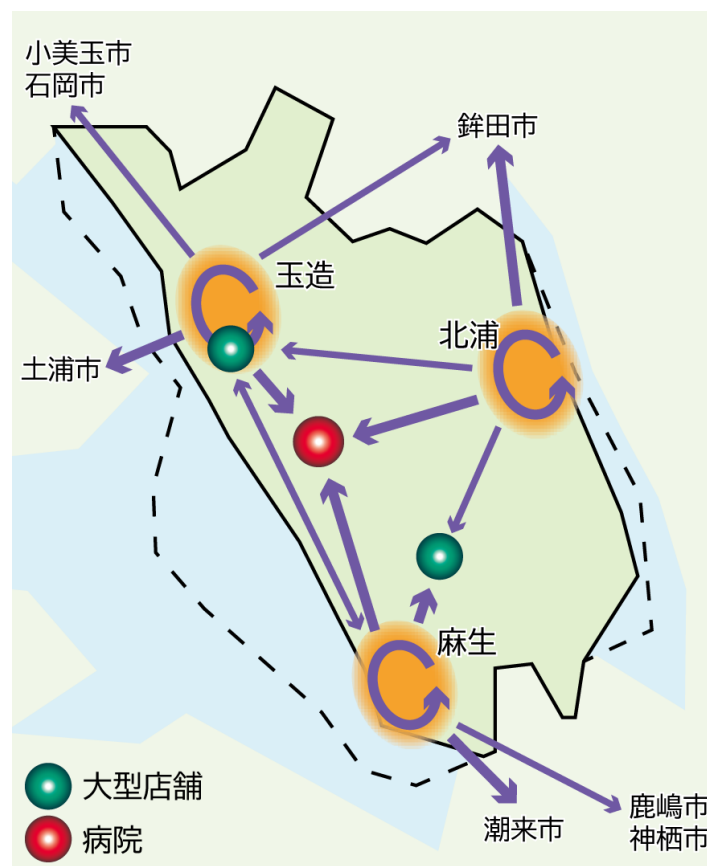 小美玉市
石岡市
鉾田市
玉造
北浦
土浦市
麻生
大型店舗
病院
潮来市
鹿嶋市
神栖市